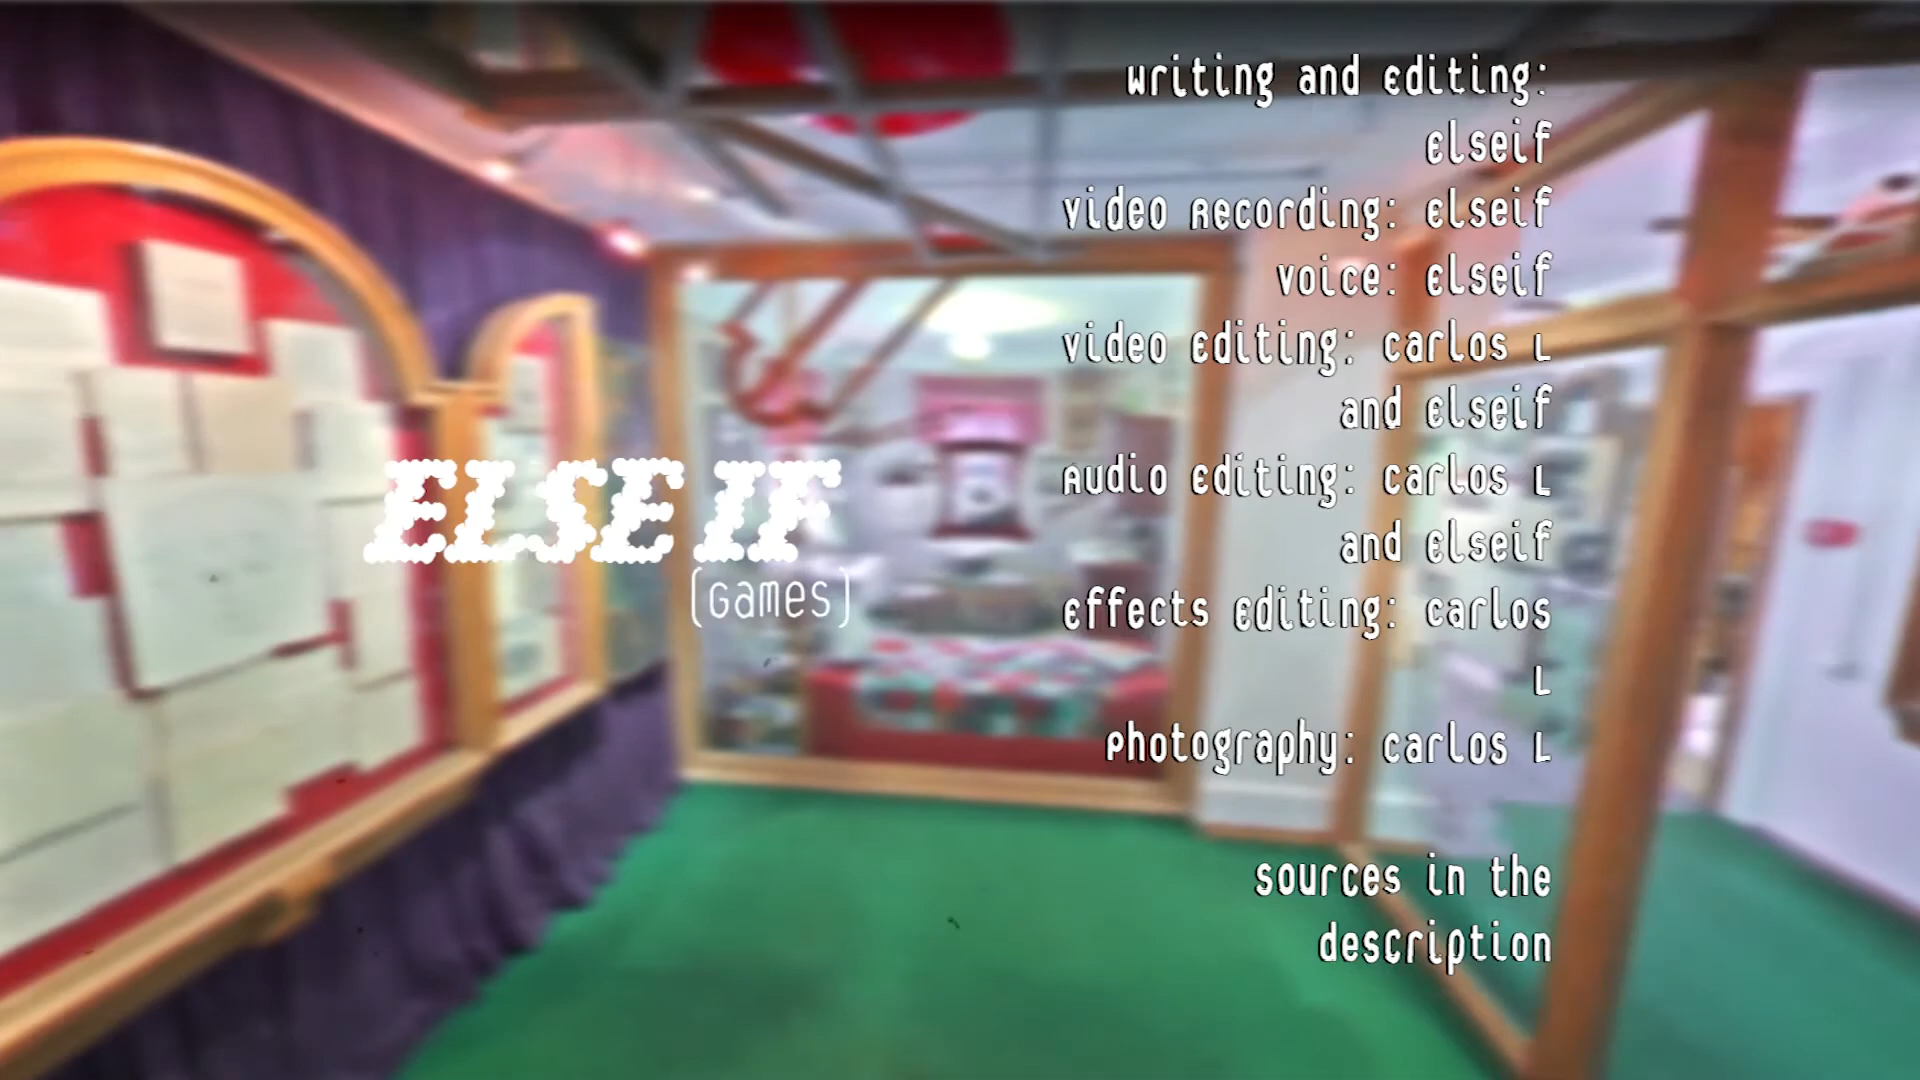 writing and editing:
elseif
video recording: elseif
voice: elseif
video editing: carlos L
and elseif
Audio editing: carlos L
and elseif
effects editing: carlos
L
photography: carlos L
ELSE IF
(Games)
sources in the
description